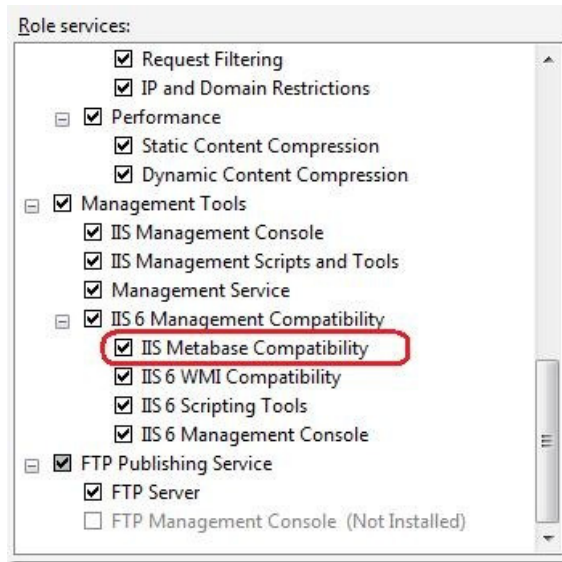 Role services:
Request Filtering
IP and Domain Restrictions
Performance
Static Content Compression
Dynamic Content Compression
Management Tools
IIS Management Console
IIS Management Scripts and Tools
Management Service
IIS 6 Management Compatibility
IIS Metabase Compatibility
IIS 6 WMI Compatibility
IIS 6 Scripting Tools
IIS 6 Management Console
FTP Publishing Service
FTP Server
FTP Management Console (Not Installed)